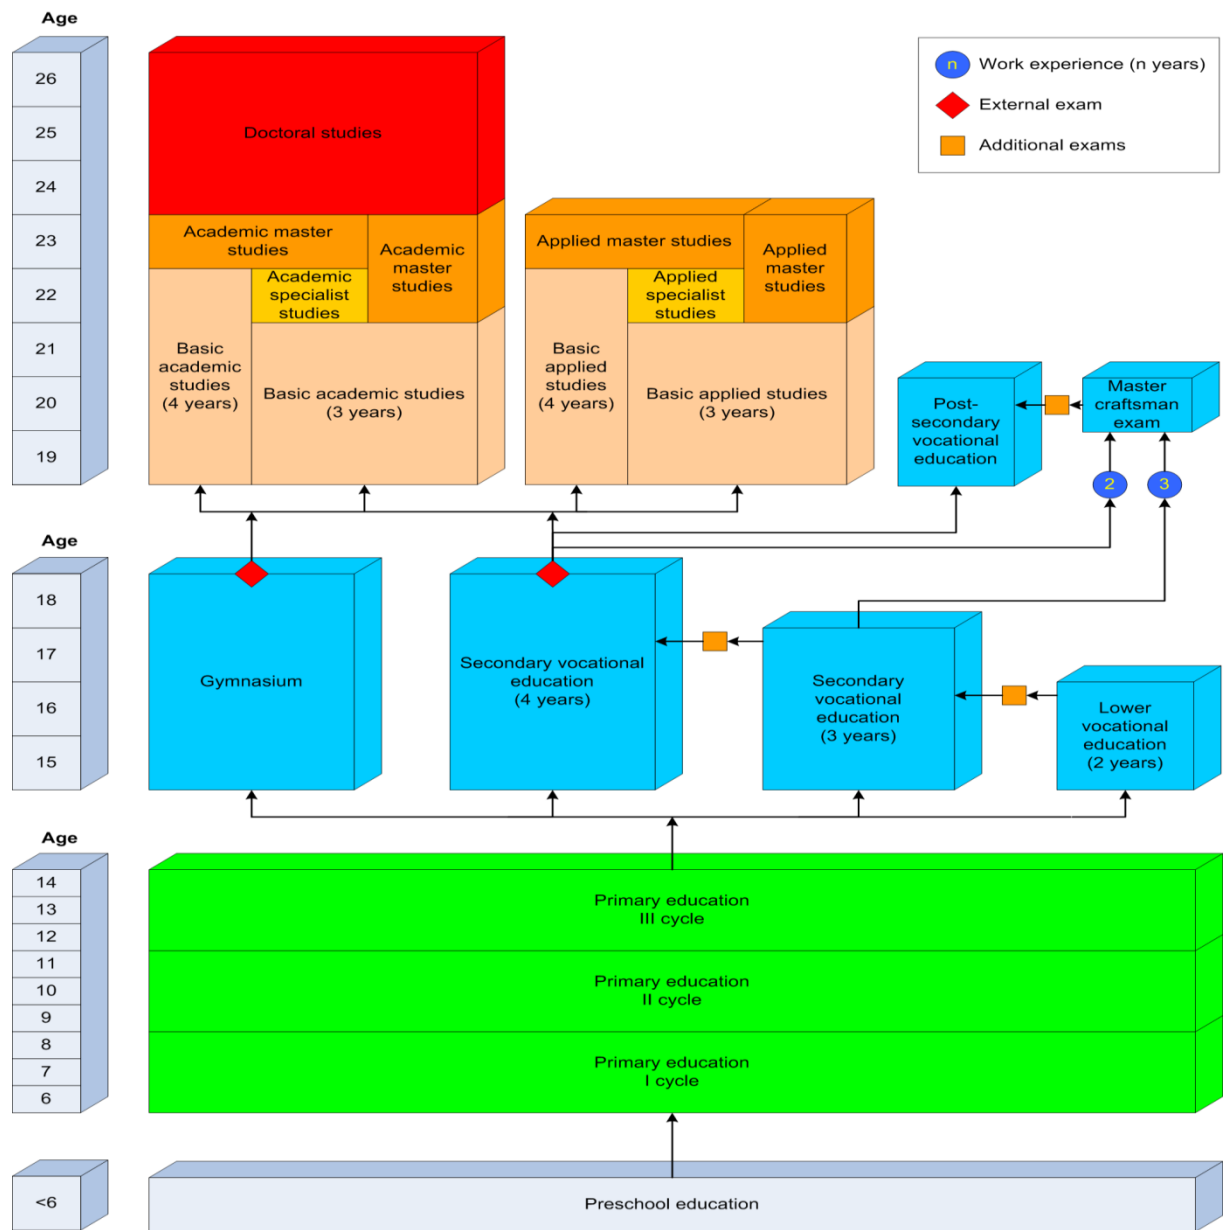 Age
26
25
24
23
22
21
20
19
Doctoral studies
Academic master
studies
Academic
master
studies
Academic
specialist
studies
Basic
academic
studies
(4 years)
Basic academic studies
(3 years)
Applied master studies
Applied
master
studies
Applied
specialist
studies
Basic
applied
studies
(4 years)
Basic applied studies
(3 years)
n Work experience (n years)
External exam
Additional exams
Post-
secondary
vocational
education
Master
craftsman
exam
2
3
Age
18
17
16
15
Gymnasium
Secondary vocational
education
(4 years)
Secondary
vocational
education
(3 years)
Lower
vocational
education
(2 years)
Age
14
13
12
11
10
9
8
7
6
Primary education
III cycle
Primary education
II cycle
Primary education
I cycle
<6
Preschool education